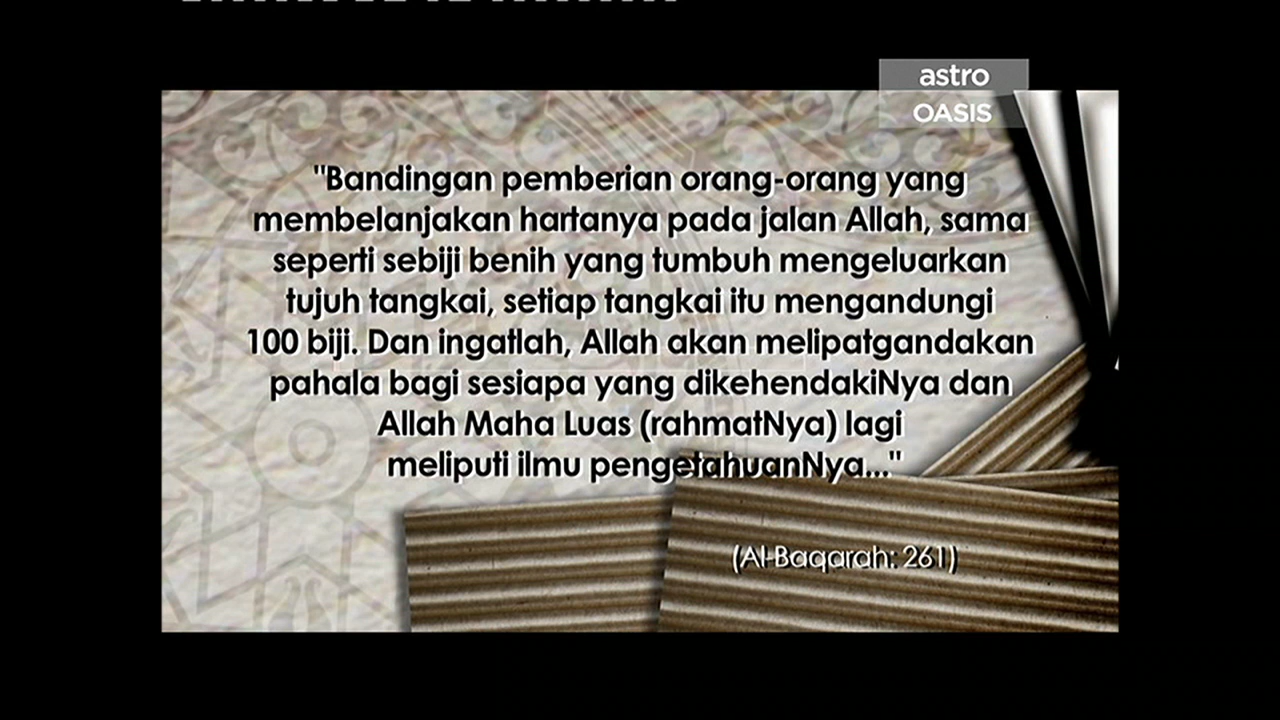 astro
OASIS
"Bandingan pemberian orang-orang yang
membelanjakan hartanya pada jalan Allah, sama
seperti sebiji benih yang tumbuh mengeluarkan
tujuh tangkai, setiap tangkai itu mengandungi
100 biji. Dan ingatlah, Allah akan melipatgandakan
pahala bagi sesiapa yang dikehendakiNya dan
Allah Maha Luas (rahmatNya) lagi
meliputi ilmu pengetahuanNya..."
(Al-Baqarah: 261)